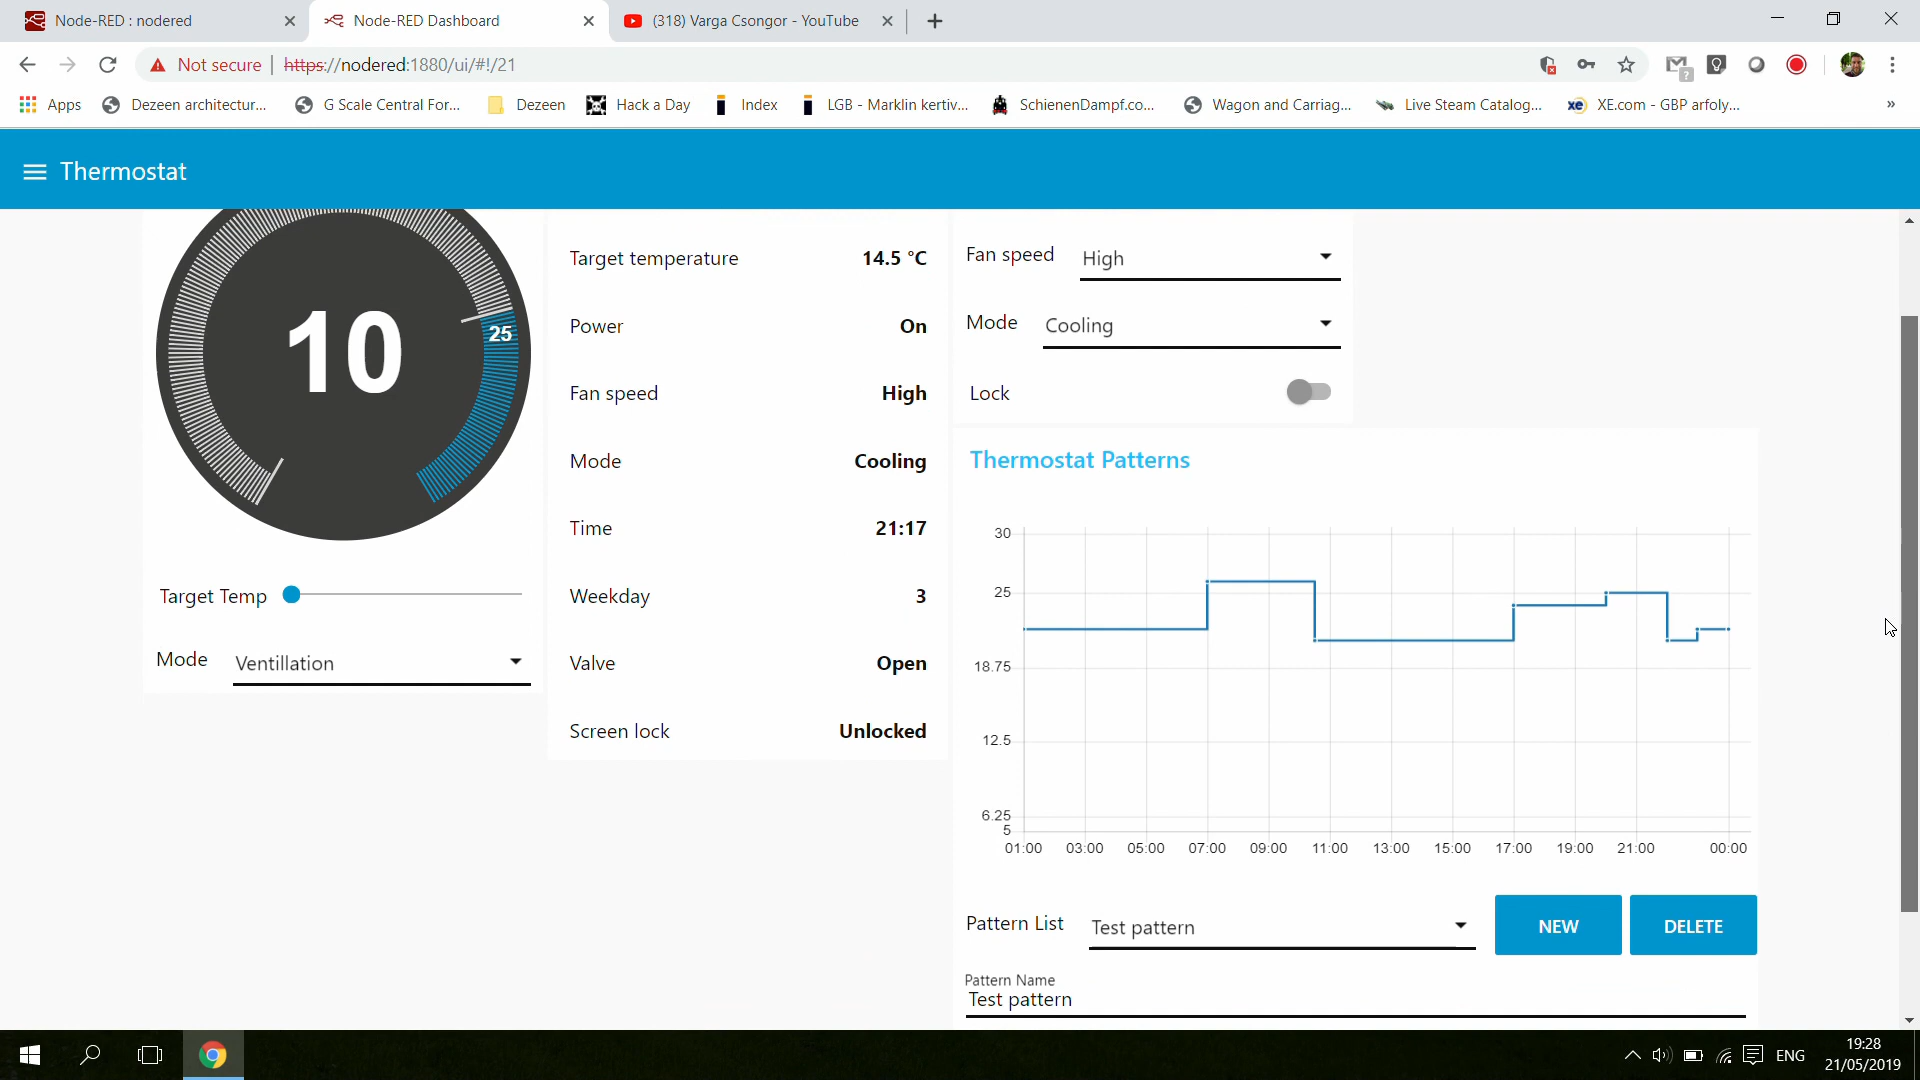 Node-RED : nodered
Node-RED Dashboard
(318) Varga Csongor - YouTube
Not secure
https://nodered:1880/ui/#!/21
Apps
Dezeen architectur...
G Scale Central For...
Dezeen
Hack a Day
Index
LGB - Marklin kertiv...
SchienenDampf.co...
Wagon and Carriag...
Live Steam Catalog...
xe XE.com - GBP arfoly...
»
Thermostat
10
25
Target Temp
Mode Ventillation
Target temperature 14.5 °C
Power On
Fan speed High
Mode Cooling
Time 21:17
Weekday 3
Valve Open
Screen lock Unlocked
Fan speed High
Mode Cooling
Lock
Thermostat Patterns
30
25
18.75
12.5
6.25
5
01:00 03:00 05:00 07:00 09:00 11:00 13:00 15:00 17:00 19:00 21:00 00:00
Pattern List Test pattern NEW DELETE
Pattern Name
Test pattern
ENG
19:28
21/05/2019